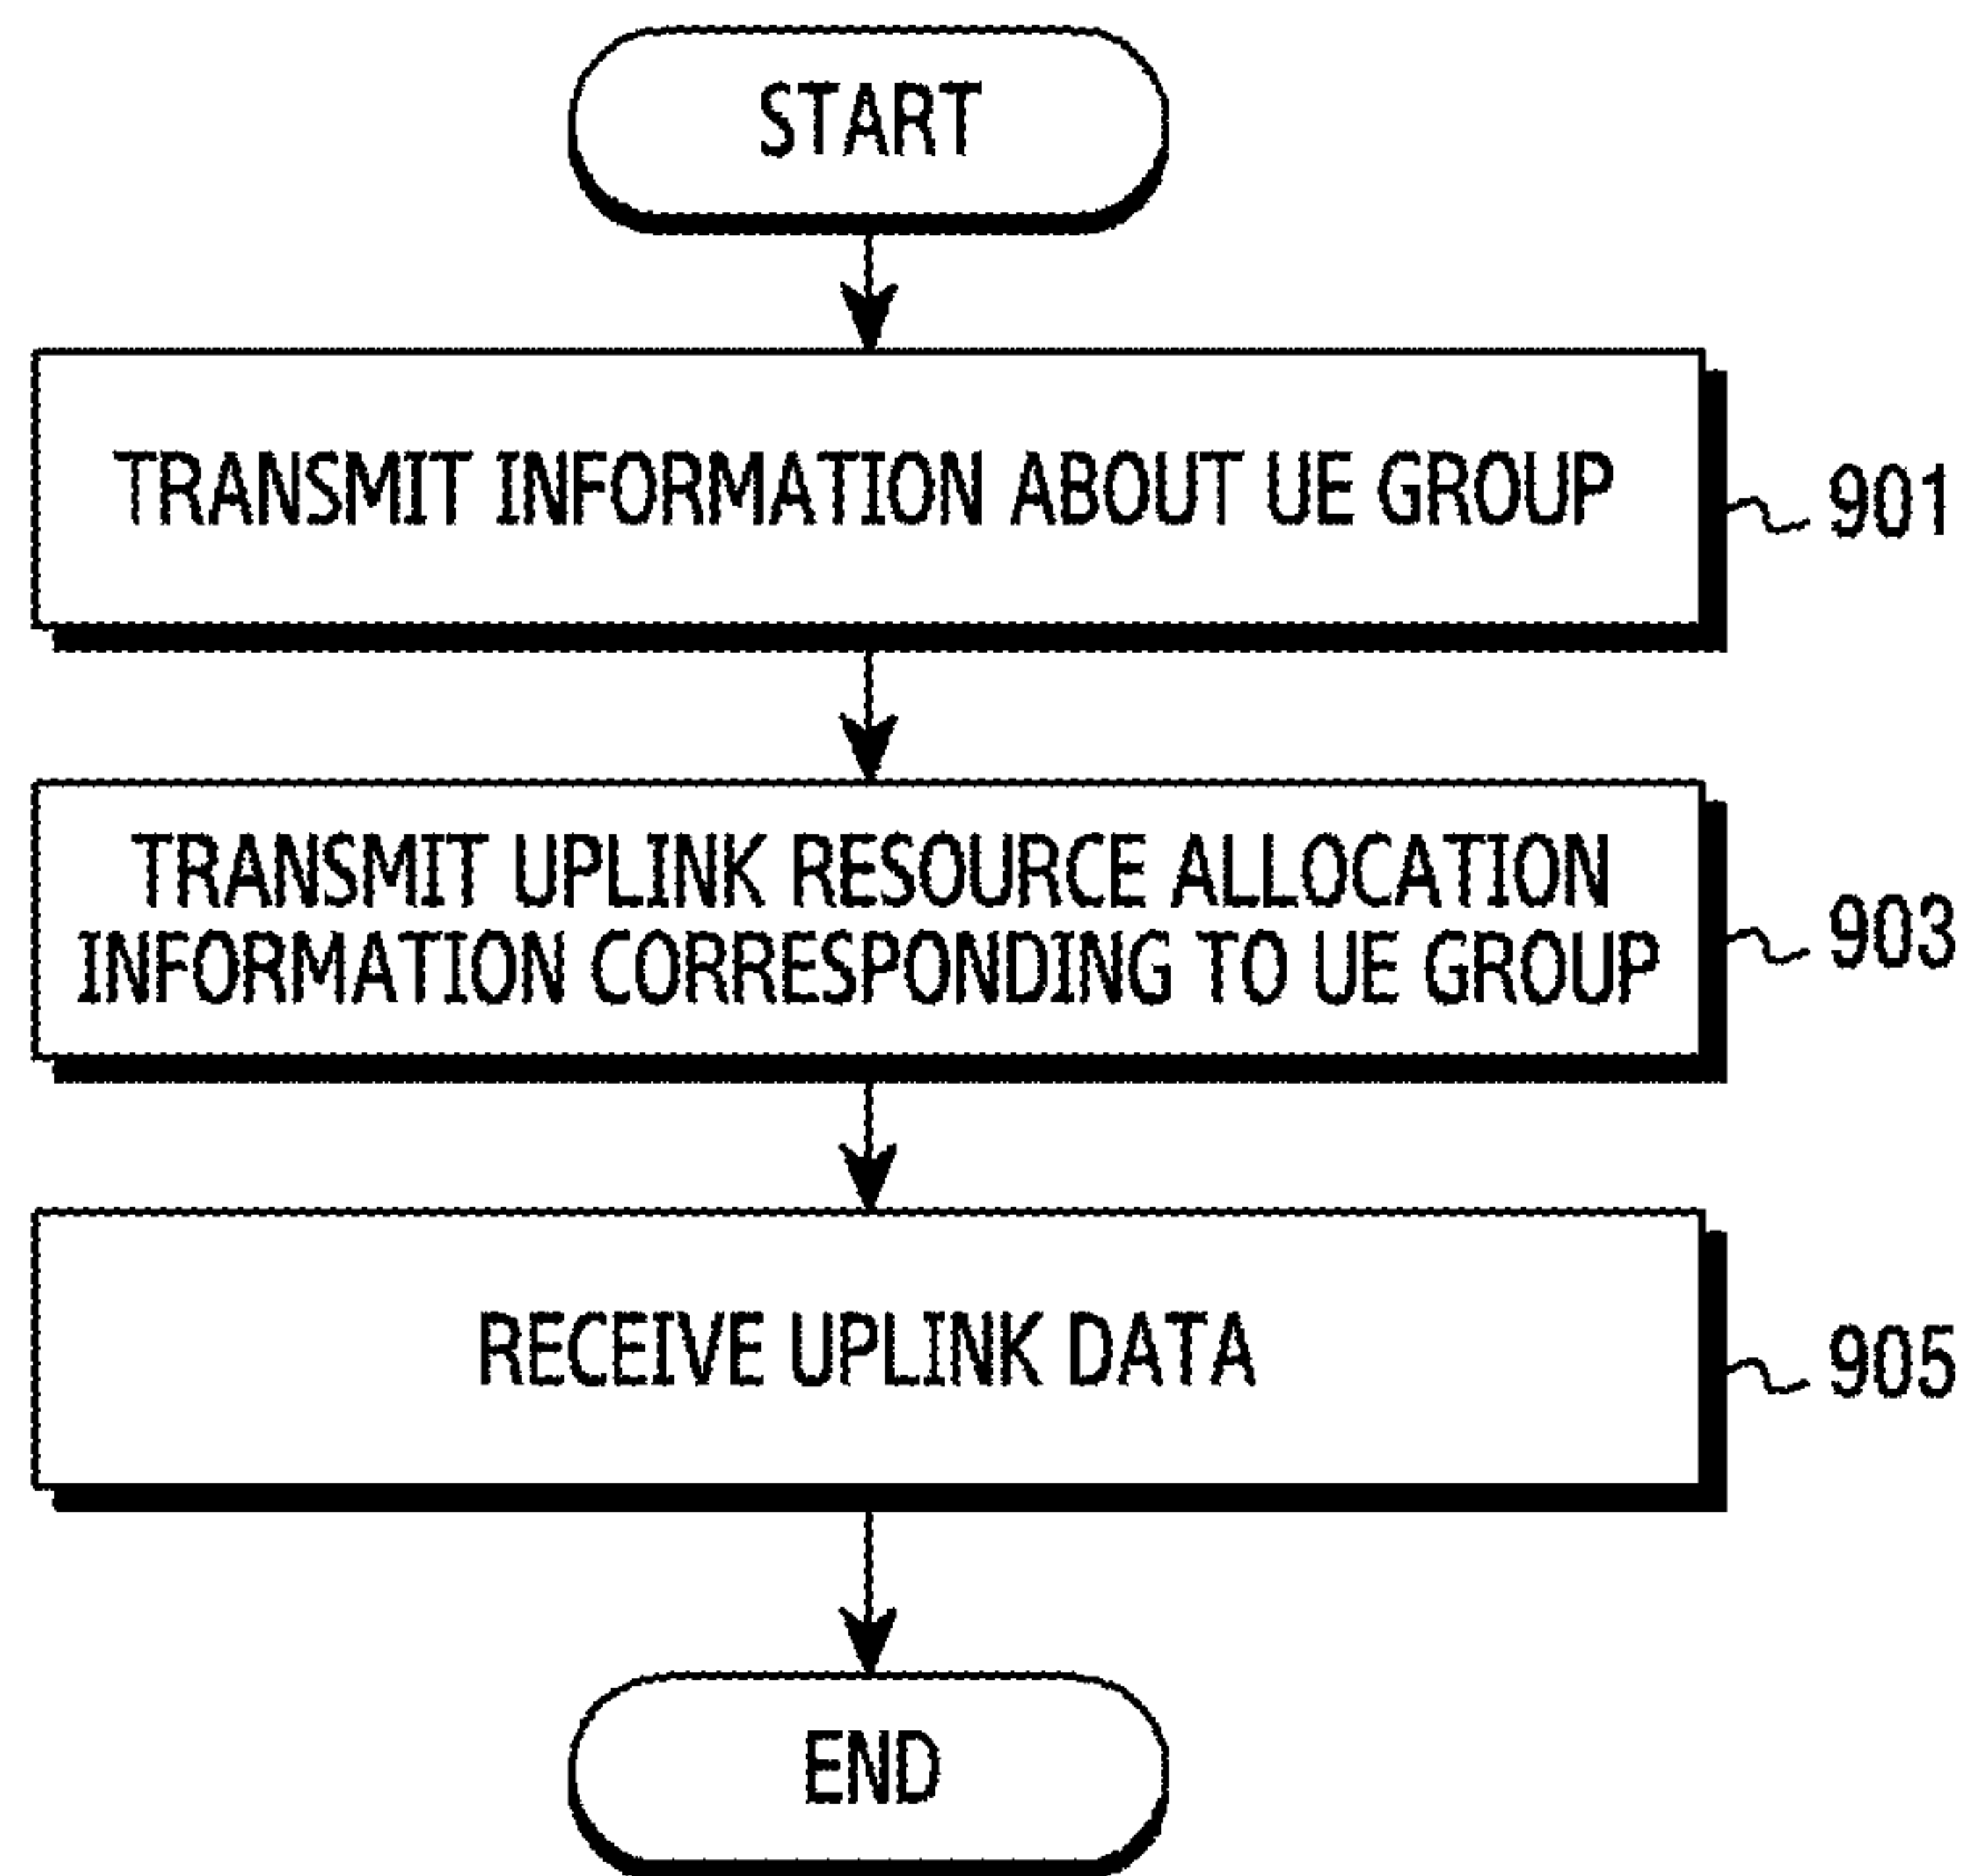 START
TRANSMIT INFORMATION ABOUT UE GROUP
901
TRANSMIT UPLINK RESOURCE ALLOCATION
INFORMATION CORRESPONDING TO UE GROUP
903
RECEIVE UPLINK DATA
905
END